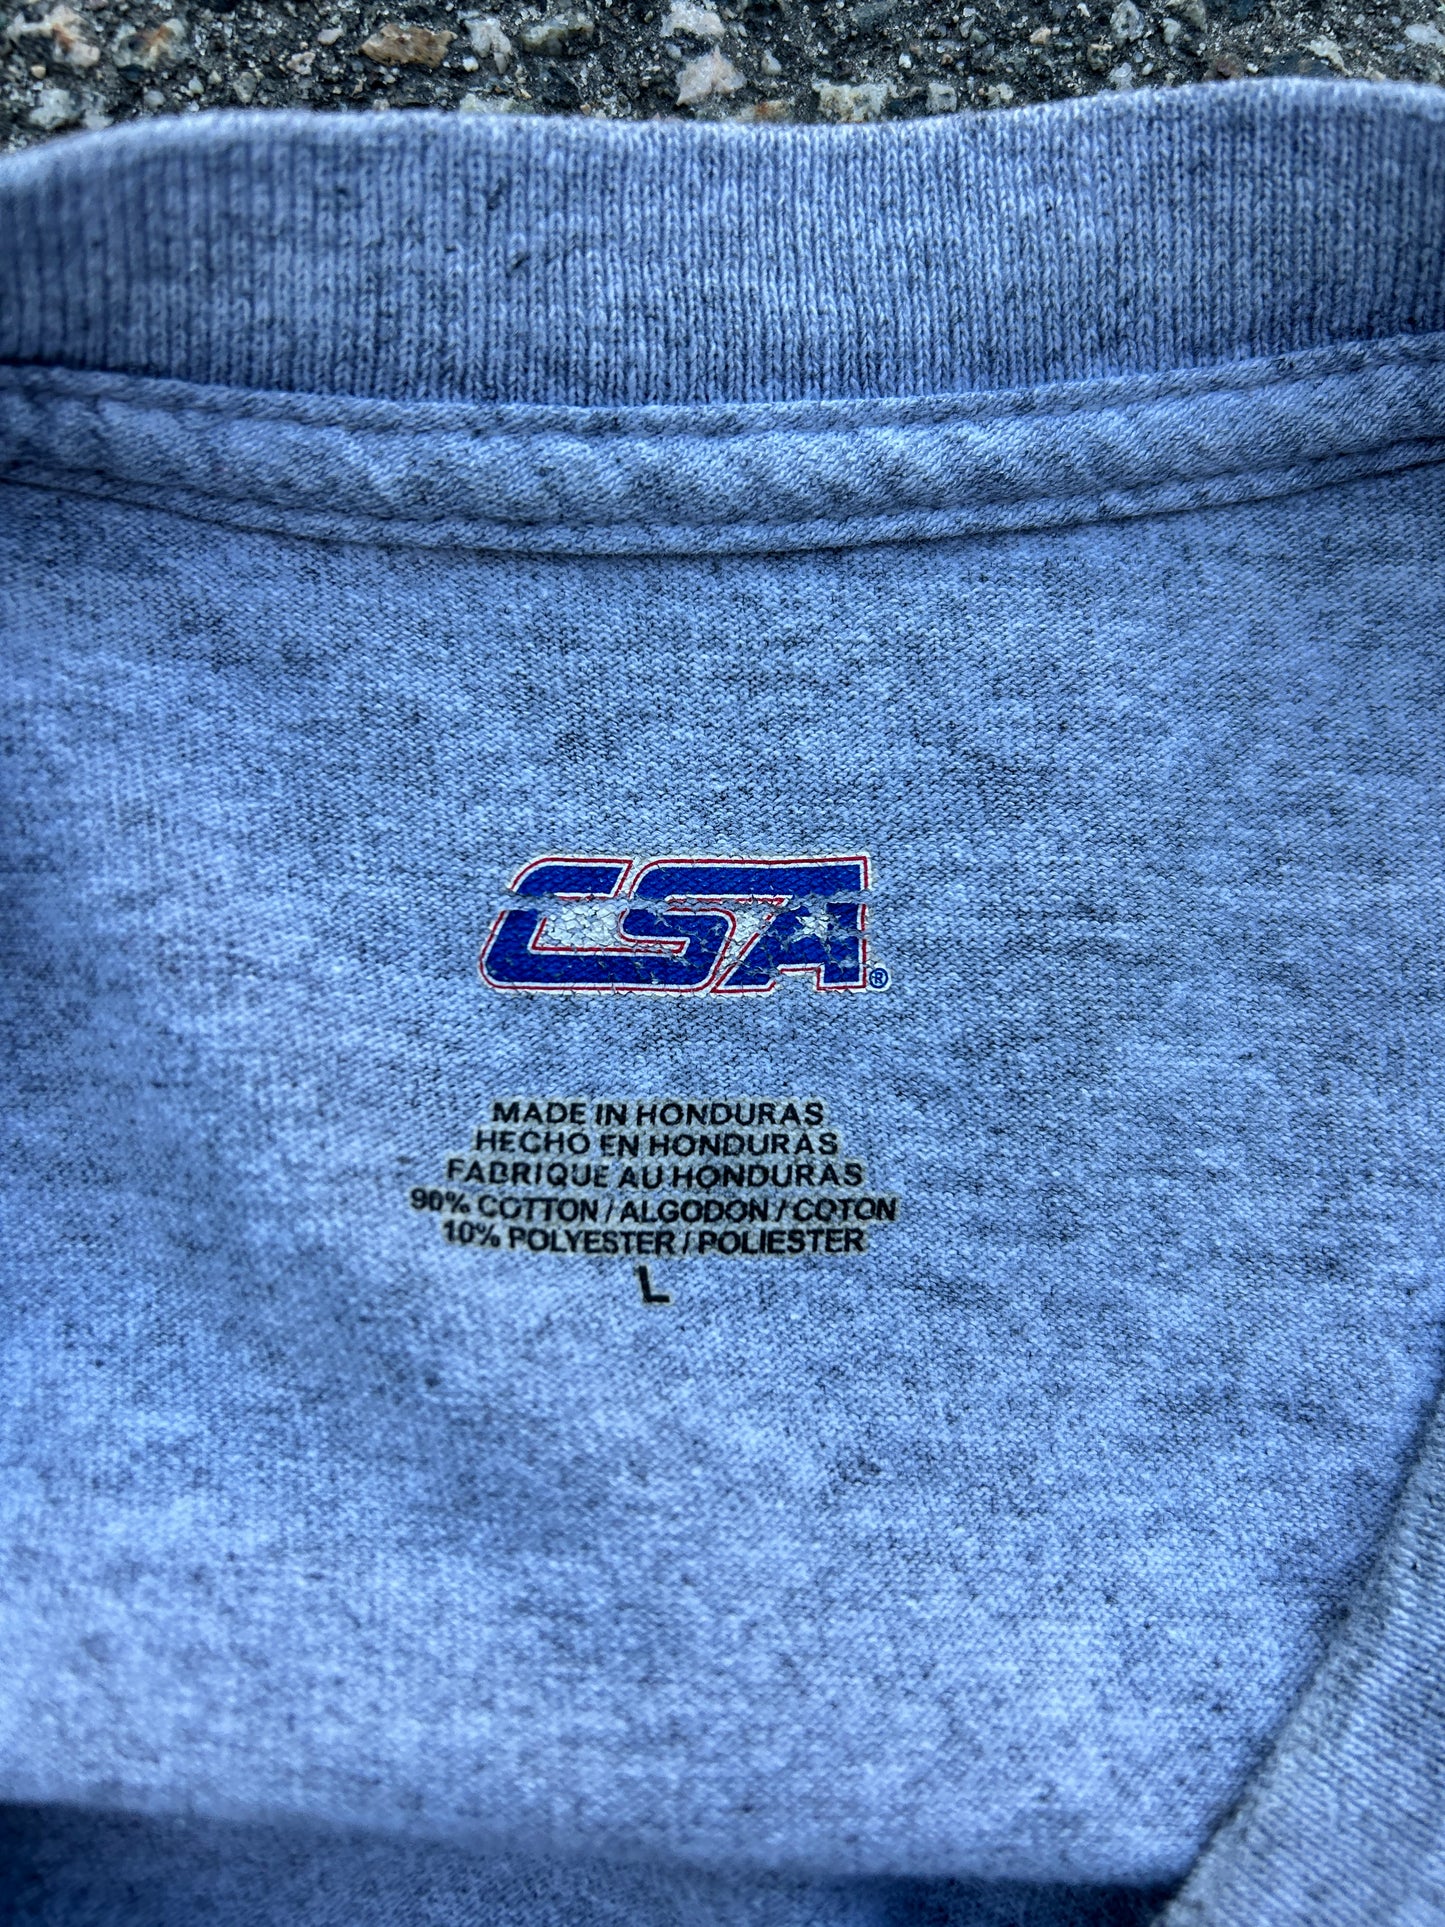 CSA®
MADE IN HONDURAS
HECHO EN HONDURAS
FABRIQUE AU HONDURAS
90% COTTON / ALGODON / COTON
10% POLYESTER / POLIESTER
L